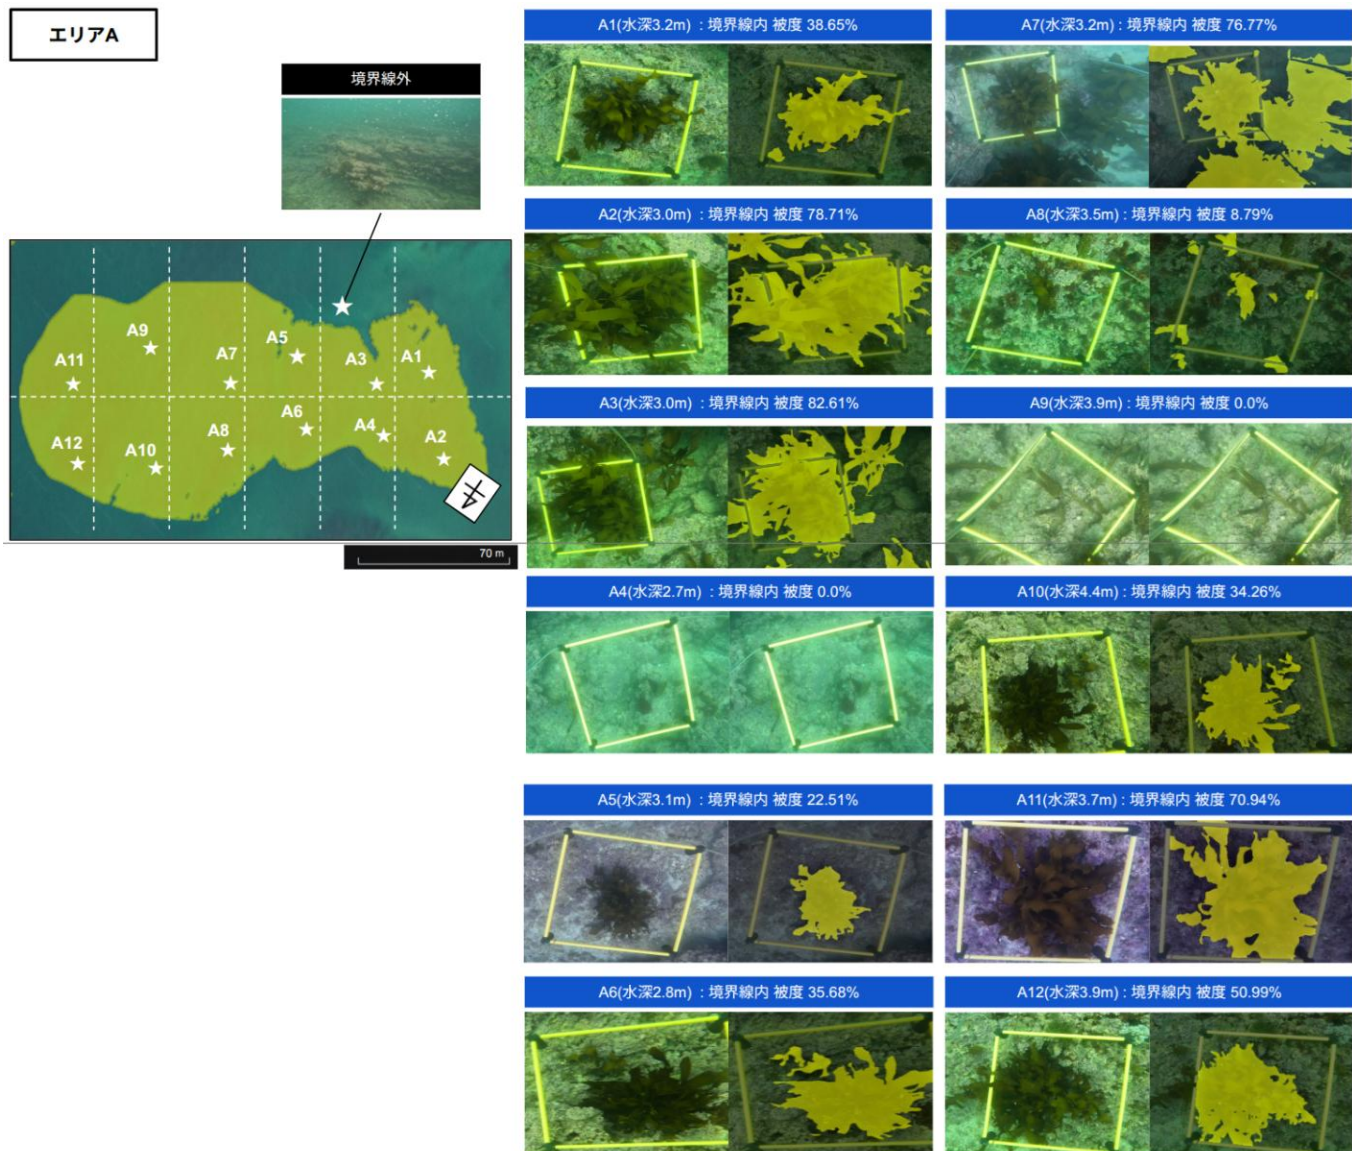 エリアA
境界線外
A9
A5
A11
A7
A3
A1
A12
A10
A8
A6
A4
A2
4
70 m
A1(水深3.2m) : 境界線内 被度 38.65%
A2(水深3.0m) : 境界線内 被度 78.71%
A3(水深3.0m) : 境界線内 被度 82.61%
A4(水深2.7m) : 境界線内 被度 0.0%
A5(水深3.1m) : 境界線内 被度 22.51%
A6(水深2.8m) : 境界線内 被度 35.68%
A7(水深3.2m) : 境界線内 被度 76.77%
A8(水深3.5m) : 境界線内 被度 8.79%
A9(水深3.9m) : 境界線内 被度 0.0%
A10(水深4.4m) : 境界線内 被度 34.26%
A11(水深3.7m) : 境界線内 被度 70.94%
A12(水深3.9m) : 境界線内 被度 50.99%